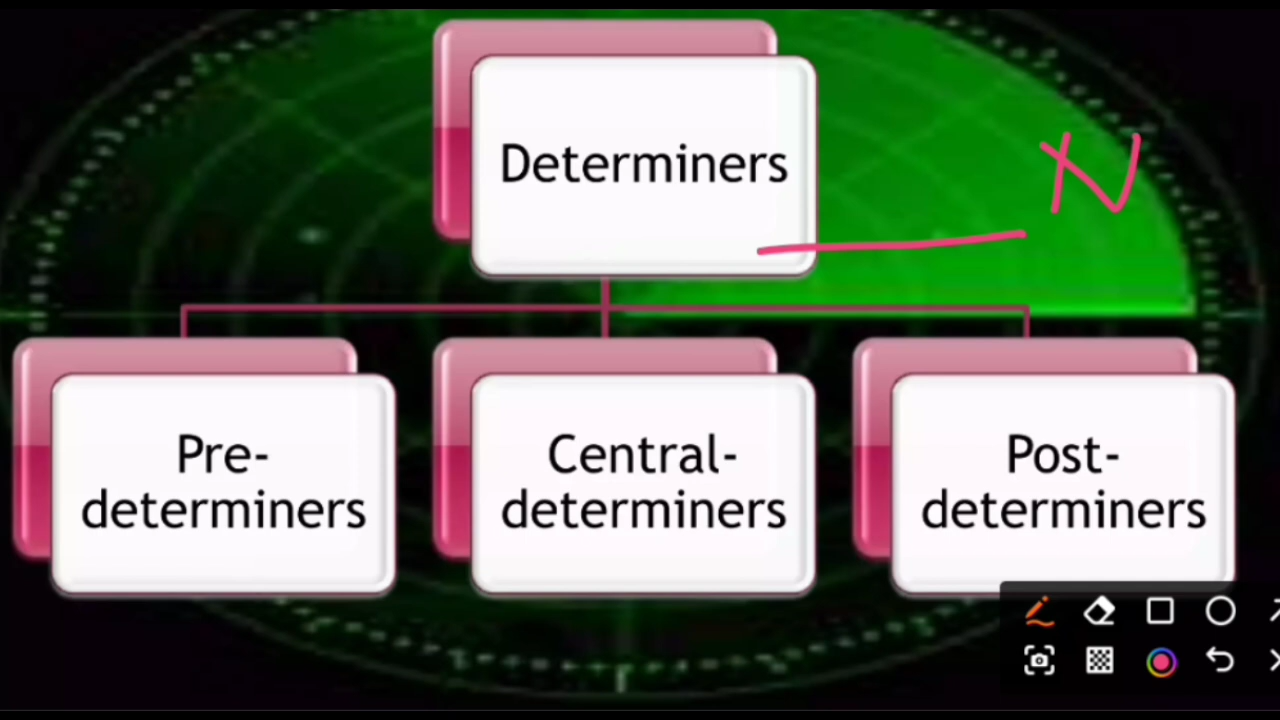 Determiners
N
Pre-
determiners
Central-
determiners
Post-
determiners